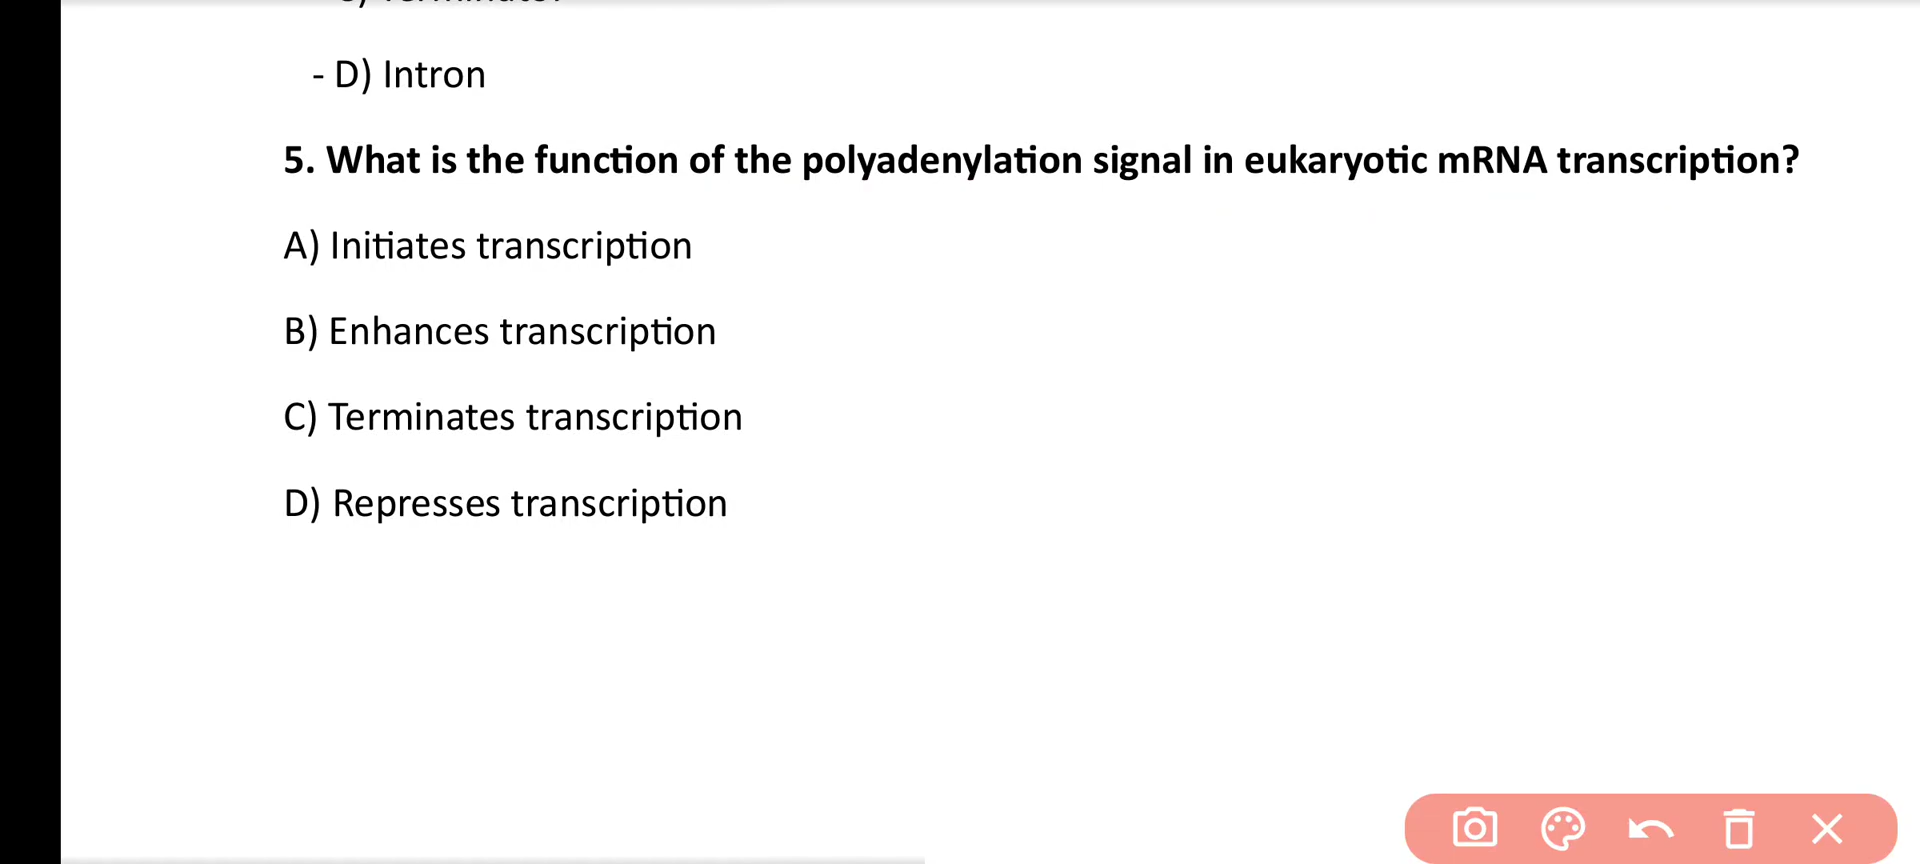 - D) Intron
5. What is the function of the polyadenylation signal in eukaryotic mRNA transcription?
A) Initiates transcription
B) Enhances transcription
C) Terminates transcription
D) Represses transcription